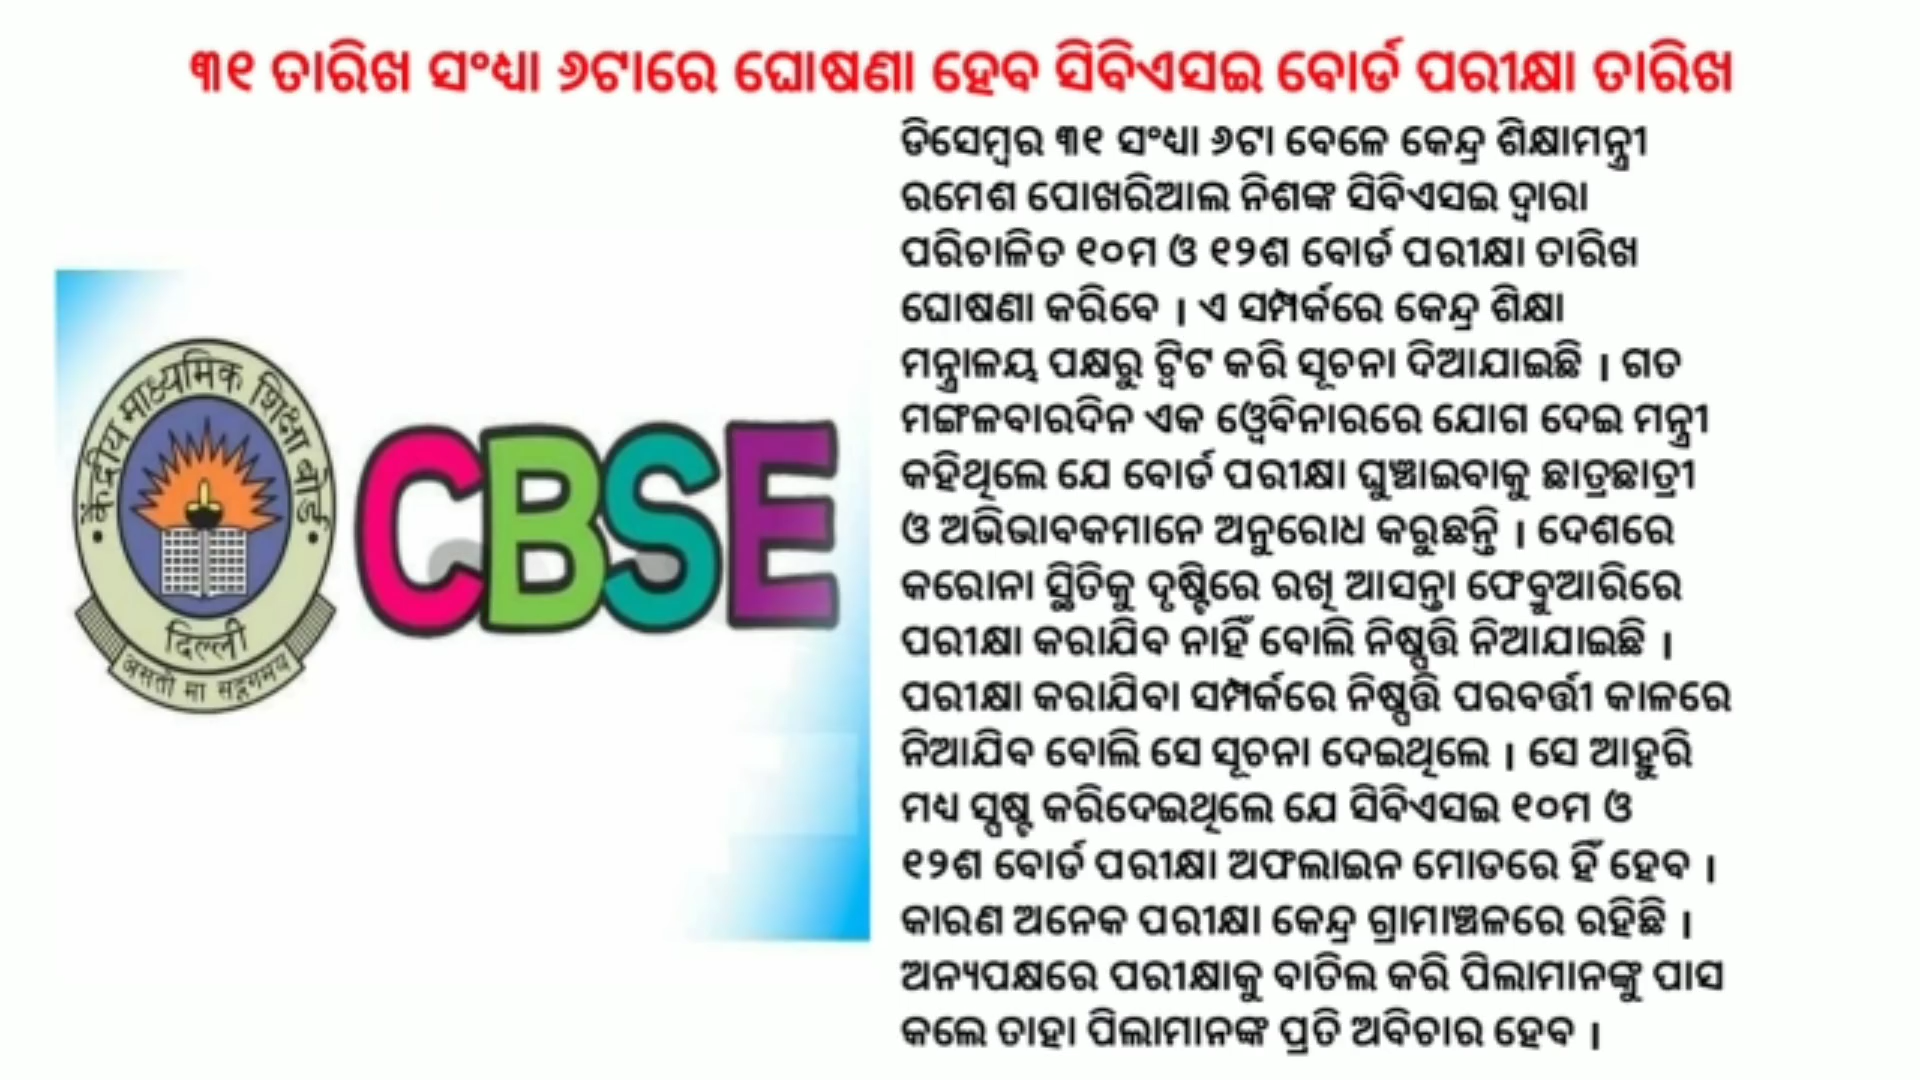 ୩୧ ତାରିଖ ସଂଧ୍ୟା ୬ଟାରେ ଘୋଷଣା ହେବ ସିବିଏସଇ ବୋର୍ଡ ପରୀକ୍ଷା ତାରିଖ
ଡିସେମ୍ବର ୩୧ ସଂଧ୍ୟା ୬ଟା ବେଳେ କେନ୍ଦ୍ର ଶିକ୍ଷାମନ୍ତ୍ରୀ
ରମେଶ ପୋଖରିଆଲ ନିଶଙ୍କ ସିବିଏସଇ ଦ୍ୱାରା
ପରିଚାଳିତ ୧୦ମ ଓ ୧୨ଶ ବୋର୍ଡ ପରୀକ୍ଷା ତାରିଖ
ଘୋଷଣା କରିବେ । ଏ ସମ୍ପର୍କରେ କେନ୍ଦ୍ର ଶିକ୍ଷା
ମନ୍ତ୍ରାଳୟ ପକ୍ଷରୁ ଟ୍ୱିଟ କରି ସୂଚନା ଦିଆଯାଇଛି । ଗତ
ମଙ୍ଗଳବାରଦିନ ଏକ ୱେବିନାରରେ ଯୋଗ ଦେଇ ମନ୍ତ୍ରୀ
କହିଥିଲେ ଯେ ବୋର୍ଡ ପରୀକ୍ଷା ଘୁଞ୍ଚାଇବାକୁ ଛାତ୍ରଛାତ୍ରୀ
ଓ ଅଭିଭାବକମାନେ ଅନୁରୋଧ କରୁଛନ୍ତି । ଦେଶରେ
କରୋନା ସ୍ଥିତିକୁ ଦୃଷ୍ଟିରେ ରଖି ଆସନ୍ତା ଫେବୃଆରିରେ
ପରୀକ୍ଷା କରାଯିବ ନାହିଁ ବୋଲି ନିଷ୍ପତ୍ତି ନିଆଯାଇଛି ।
ପରୀକ୍ଷା କରାଯିବା ସମ୍ପର୍କରେ ନିଷ୍ପତ୍ତି ପରବର୍ତ୍ତୀ କାଳରେ
ନିଆଯିବ ବୋଲି ସେ ସୂଚନା ଦେଇଥିଲେ । ସେ ଆହୁରି
ମଧ୍ୟ ସ୍ପଷ୍ଟ କରିଦେଇଥିଲେ ଯେ ସିବିଏସଇ ୧୦ମ ଓ
୧୨ଶ ବୋର୍ଡ ପରୀକ୍ଷା ଅଫଲାଇନ ମୋଡରେ ହିଁ ହେବ ।
କାରଣ ଅନେକ ପରୀକ୍ଷା କେନ୍ଦ୍ର ଗ୍ରାମାଞ୍ଚଳରେ ରହିଛି ।
ଅନ୍ୟପକ୍ଷରେ ପରୀକ୍ଷାକୁ ବାତିଲ କରି ପିଲାମାନଙ୍କୁ ପାସ
କଲେ ତାହା ପିଲାମାନଙ୍କ ପ୍ରତି ଅବିଚାର ହେବ ।
केन्द्रीय माध्यमिक शिक्षा बोर्ड
दिल्ली
असतो मा सद्गमय
CBSE